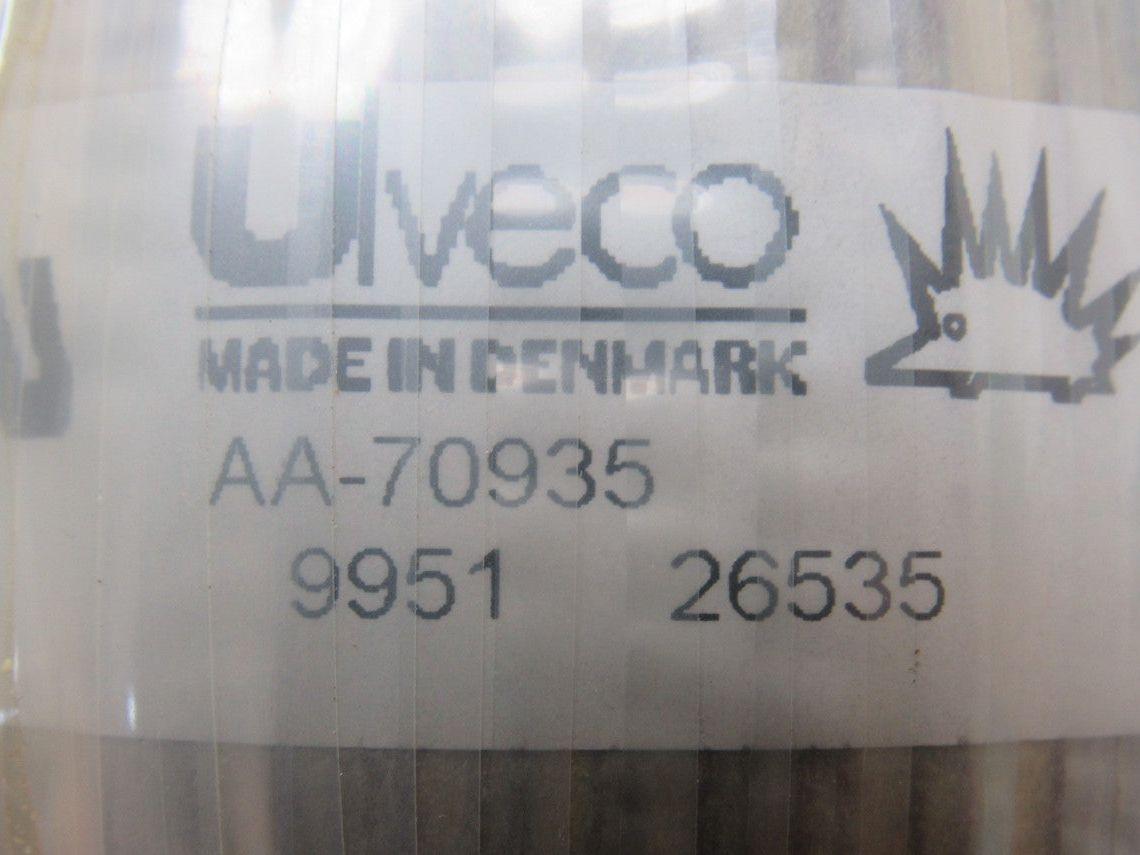 Ulveco
MADE IN DENMARK
AA-70935
9951 26535